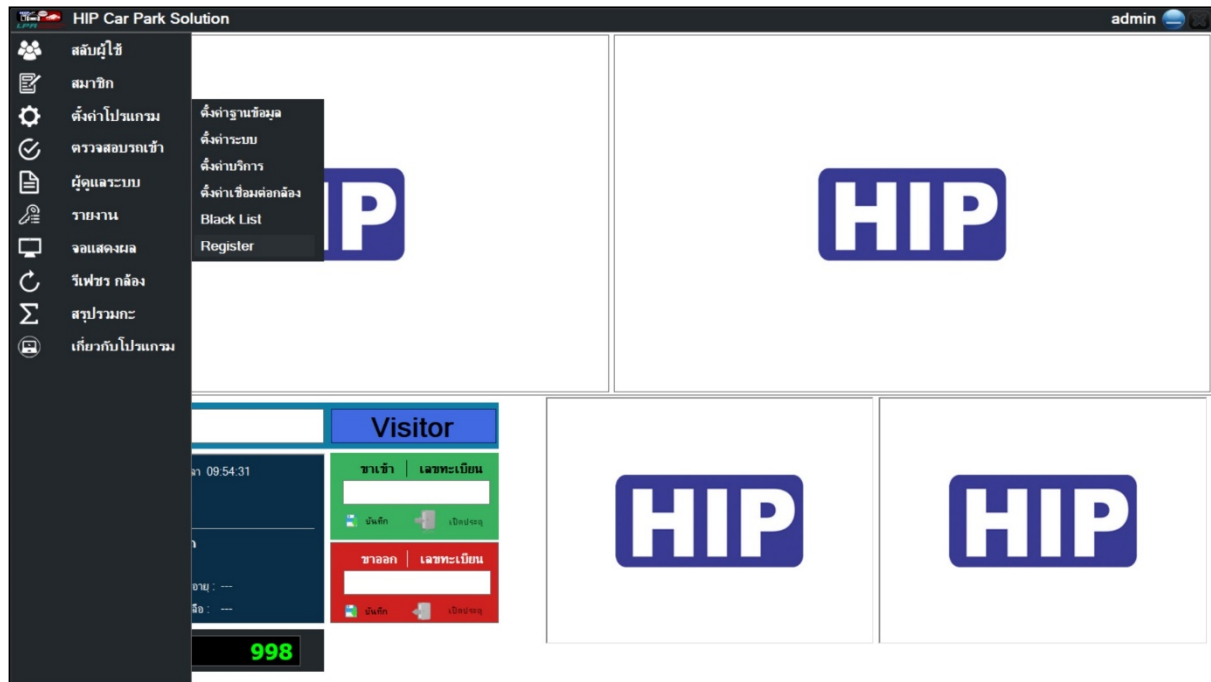 HIP Car Park Solution
admin
สลับผู้ใช้
สมาชิก
ตั้งค่าโปรแกรม
ตรวจสอบรถเข้า
ผู้ดูแลระบบ
รายงาน
จอแสดงผล
รีเฟชร กล้อง
สรุปรวมกะ
เกี่ยวกับโปรแกรม
ตั้งค่าฐานข้อมูล
ตั้งค่าระบบ
ตั้งค่าบริการ
ตั้งค่าเชื่อมต่อกล้อง
Black List
Register
HIP
HIP
Visitor
09:54:31
ขาเข้า เลขทะเบียน
บันทึก เปิดประตู
ขาออก เลขทะเบียน
บันทึก เปิดประตู
อายุ : ---
998
HIP
HIP